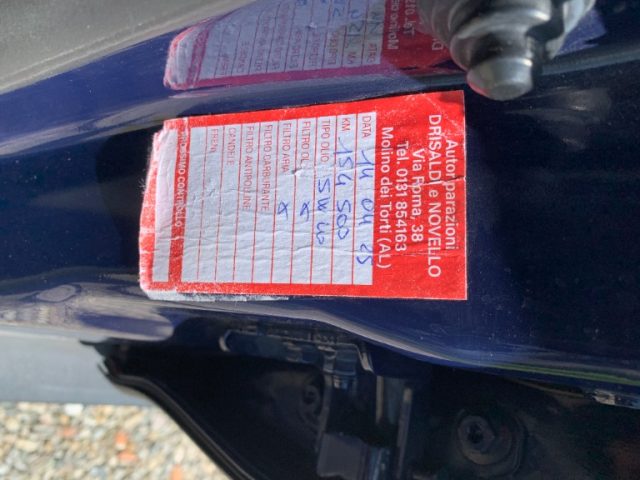 Autoriparazioni
DRISALDI e NOVELLO
Via Roma, 38
Tel. 0131 854163
Molino dei Torti (AL)
DATA 14 04 25
KM 154 500
TIPO OLIO 5W40
FILTRO OLIO x
FILTRO ARIA x
FILTRO CARBURANTE
FILTRO ANTIPOLLINE
CANDELE
FRENI
PROSSIMO CONTROLLO